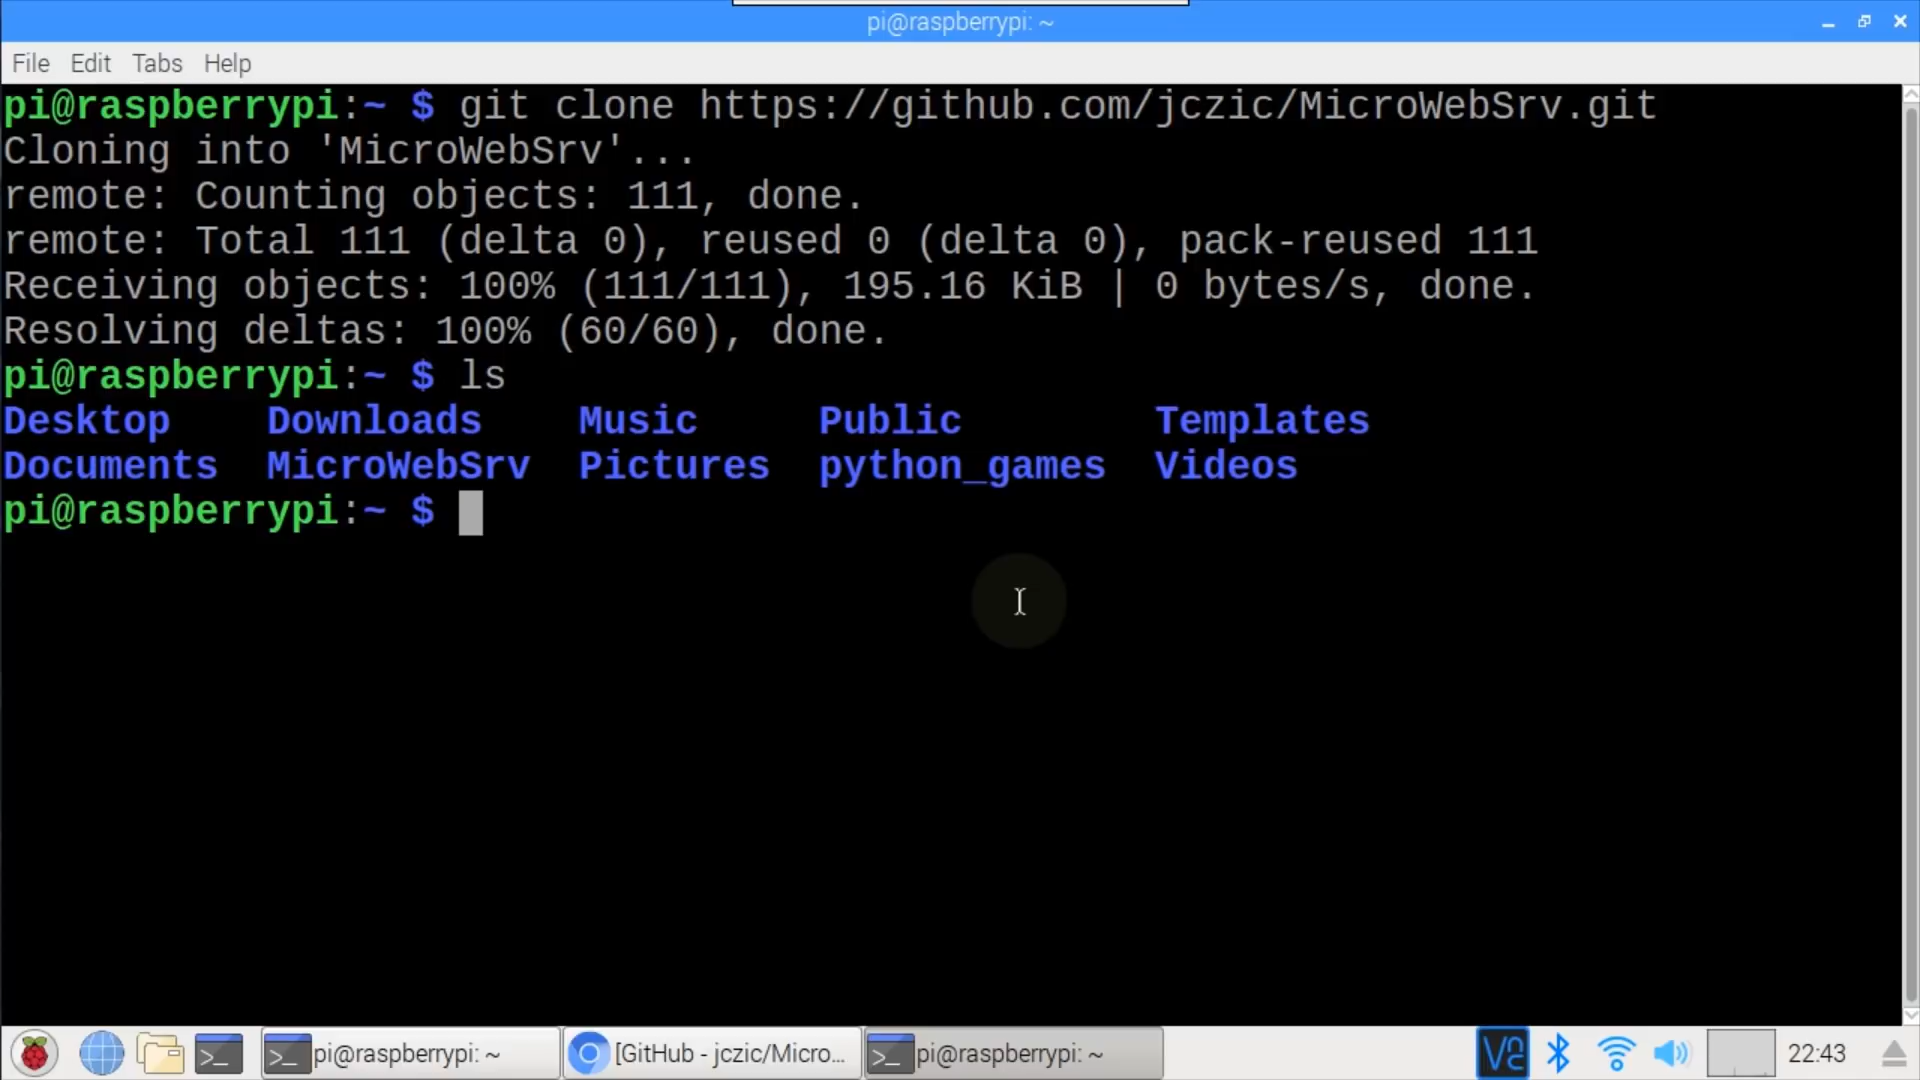 pi@raspberrypi: ~
File Edit Tabs Help
pi@raspberrypi:~ $ git clone https://github.com/jczic/MicroWebSrv.git
Cloning into 'MicroWebSrv'...
remote: Counting objects: 111, done.
remote: Total 111 (delta 0), reused 0 (delta 0), pack-reused 111
Receiving objects: 100% (111/111), 195.16 KiB | 0 bytes/s, done.
Resolving deltas: 100% (60/60), done.
pi@raspberrypi:~ $ ls
Desktop Downloads Music Public Templates
Documents MicroWebSrv Pictures python_games Videos
pi@raspberrypi:~ $
pi@raspberrypi: ~ [GitHub - jczic/Micro... pi@raspberrypi: ~ 22:43